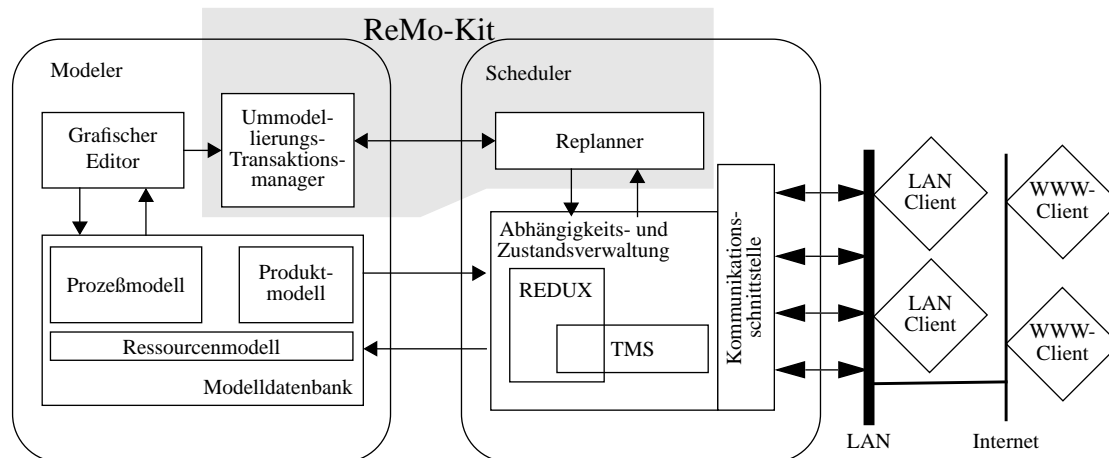 ReMo-Kit
Modeler
Scheduler
Grafischer
Editor
Ummodel-
lierungs-
Transaktions-
manager
Replanner
LAN
Client
WWW-
Client
Abhängigkeits- und
Zustandsverwaltung
Kommunikations-
schnittstelle
Prozeßmodell
Produkt-
modell
REDUX
TMS
LAN
Client
WWW-
Client
Ressourcenmodell
Modelldatenbank
LAN
Internet